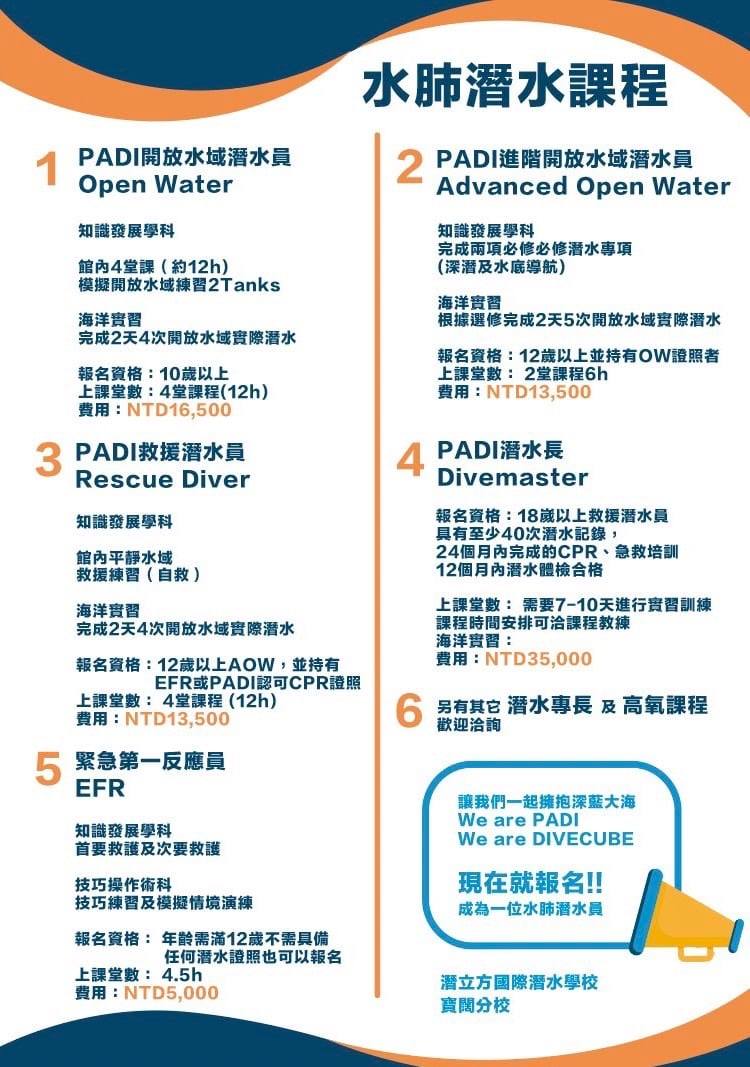 水肺潛水課程
1
PADI開放水域潛水員
Open Water
知識發展學科
館內4堂課（約12h）
模擬開放水域練習2Tanks
海洋實習
完成2天4次開放水域實際潛水
報名資格：10歲以上
上課堂數：4堂課程(12h)
費用：NTD16,500
2
PADI進階開放水域潛水員
Advanced Open Water
知識發展學科
完成兩項必修必修潛水專項
(深潛及水底導航)
海洋實習
根據選修完成2天5次開放水域實際潛水
報名資格：12歲以上並持有OW證照者
上課堂數： 2堂課程6h
費用：NTD13,500
3
PADI救援潛水員
Rescue Diver
知識發展學科
館內平靜水域
救援練習（自救）
海洋實習
完成2天4次開放水域實際潛水
報名資格：12歲以上AOW，並持有
EFR或PADI認可CPR證照
上課堂數： 4堂課程 (12h)
費用：NTD13,500
4
PADI潛水長
Divemaster
報名資格：18歲以上救援潛水員
具有至少40次潛水記錄，
24個月內完成的CPR、急救培訓
12個月內潛水體檢合格
上課堂數： 需要7-10天進行實習訓練
課程時間安排可洽課程教練
海洋實習：
費用：NTD35,000
5
緊急第一反應員
EFR
知識發展學科
首要救護及次要救護
技巧操作術科
技巧練習及模擬情境演練
報名資格： 年齡需滿12歲不需具備
任何潛水證照也可以報名
上課堂數： 4.5h
費用：NTD5,000
6
另有其它 潛水專長 及 高氧課程
歡迎洽詢
讓我們一起擁抱深藍大海
We are PADI
We are DIVECUBE
現在就報名!!
成為一位水肺潛水員
潛立方國際潛水學校
寶闊分校